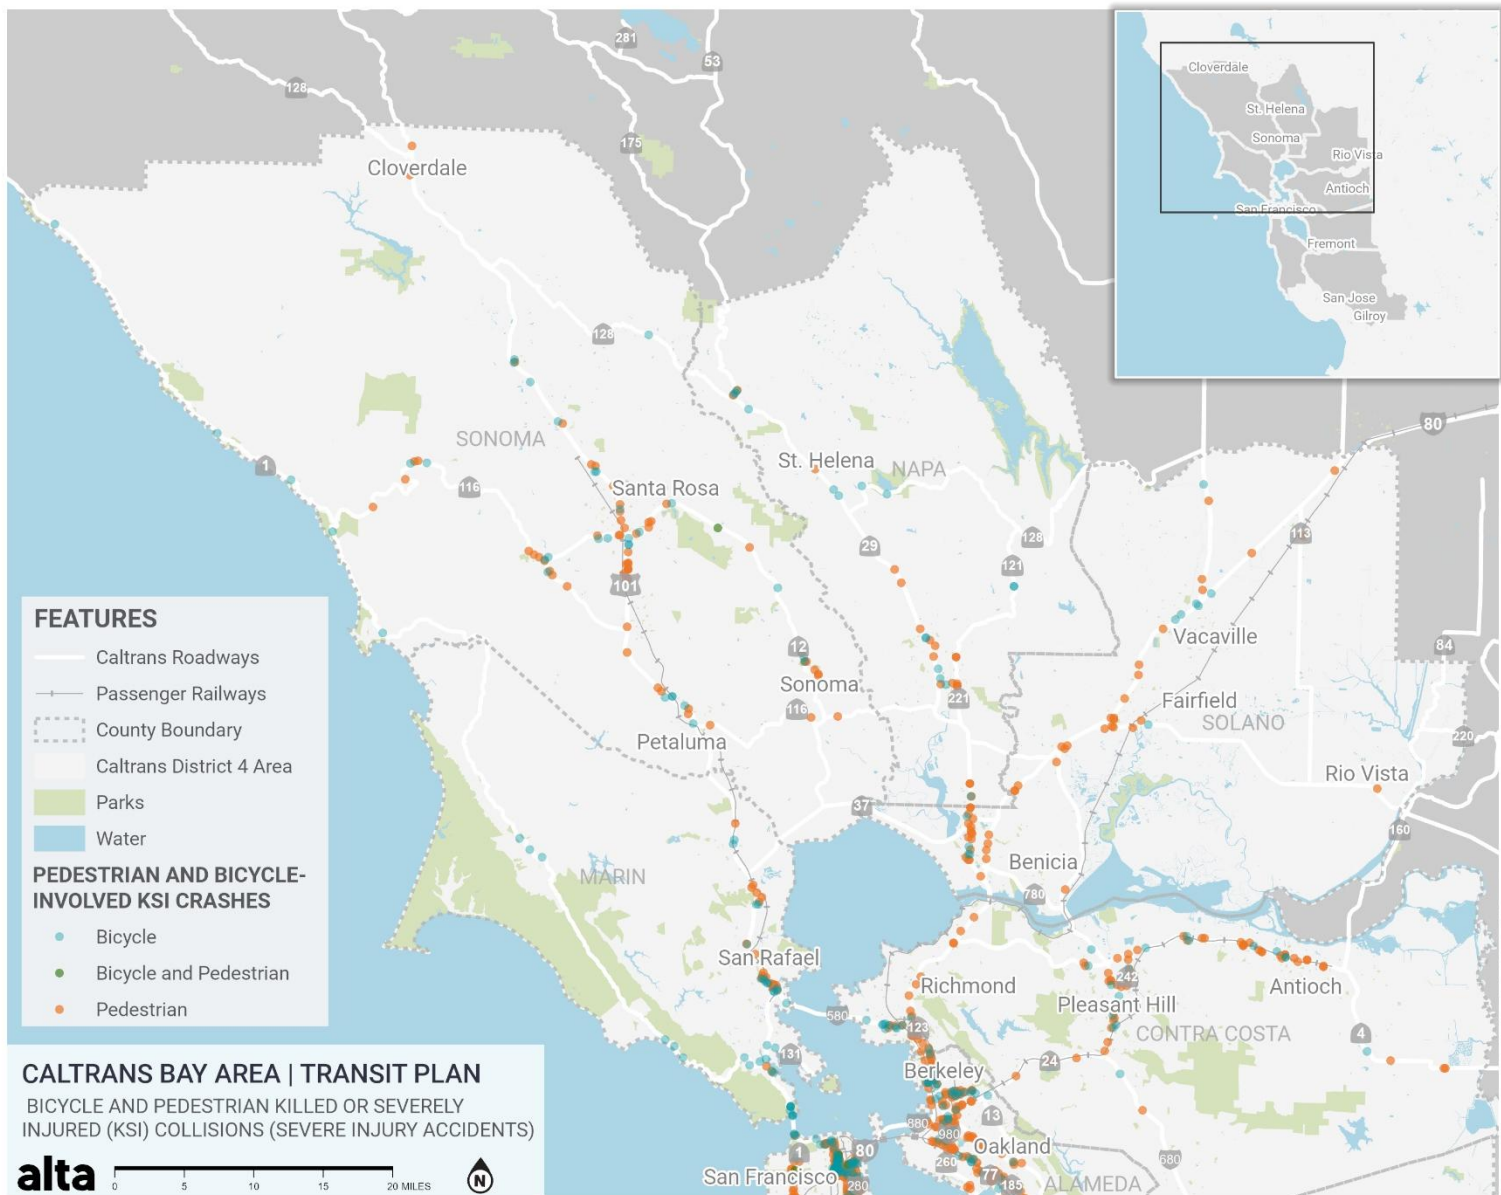 281
53
128
175
Cloverdale
Cloverdale
St. Helena
Sonoma
Rio Vista
Antioch
San Francisco
Fremont
San Jose
Gilroy
128
80
SONOMA
1
116
Santa Rosa
St. Helena
NAPA
29
128
121
113
101
Vacaville
84
12
Sonoma
116
221
Fairfield
SOLANO
220
Petaluma
Rio Vista
37
160
Benicia
MARIN
780
San Rafael
Richmond
242
Antioch
Pleasant Hill
580
123
CONTRA COSTA
4
131
24
Berkeley
13
880
980
Oakland
1
80
260
680
San Francisco
280
77
185
ALAMEDA
FEATURES
Caltrans Roadways
Passenger Railways
County Boundary
Caltrans District 4 Area
Parks
Water
PEDESTRIAN AND BICYCLE-
INVOLVED KSI CRASHES
Bicycle
Bicycle and Pedestrian
Pedestrian
CALTRANS BAY AREA | TRANSIT PLAN
BICYCLE AND PEDESTRIAN KILLED OR SEVERELY
INJURED (KSI) COLLISIONS (SEVERE INJURY ACCIDENTS)
alta
0 5 10 15 20 MILES
N